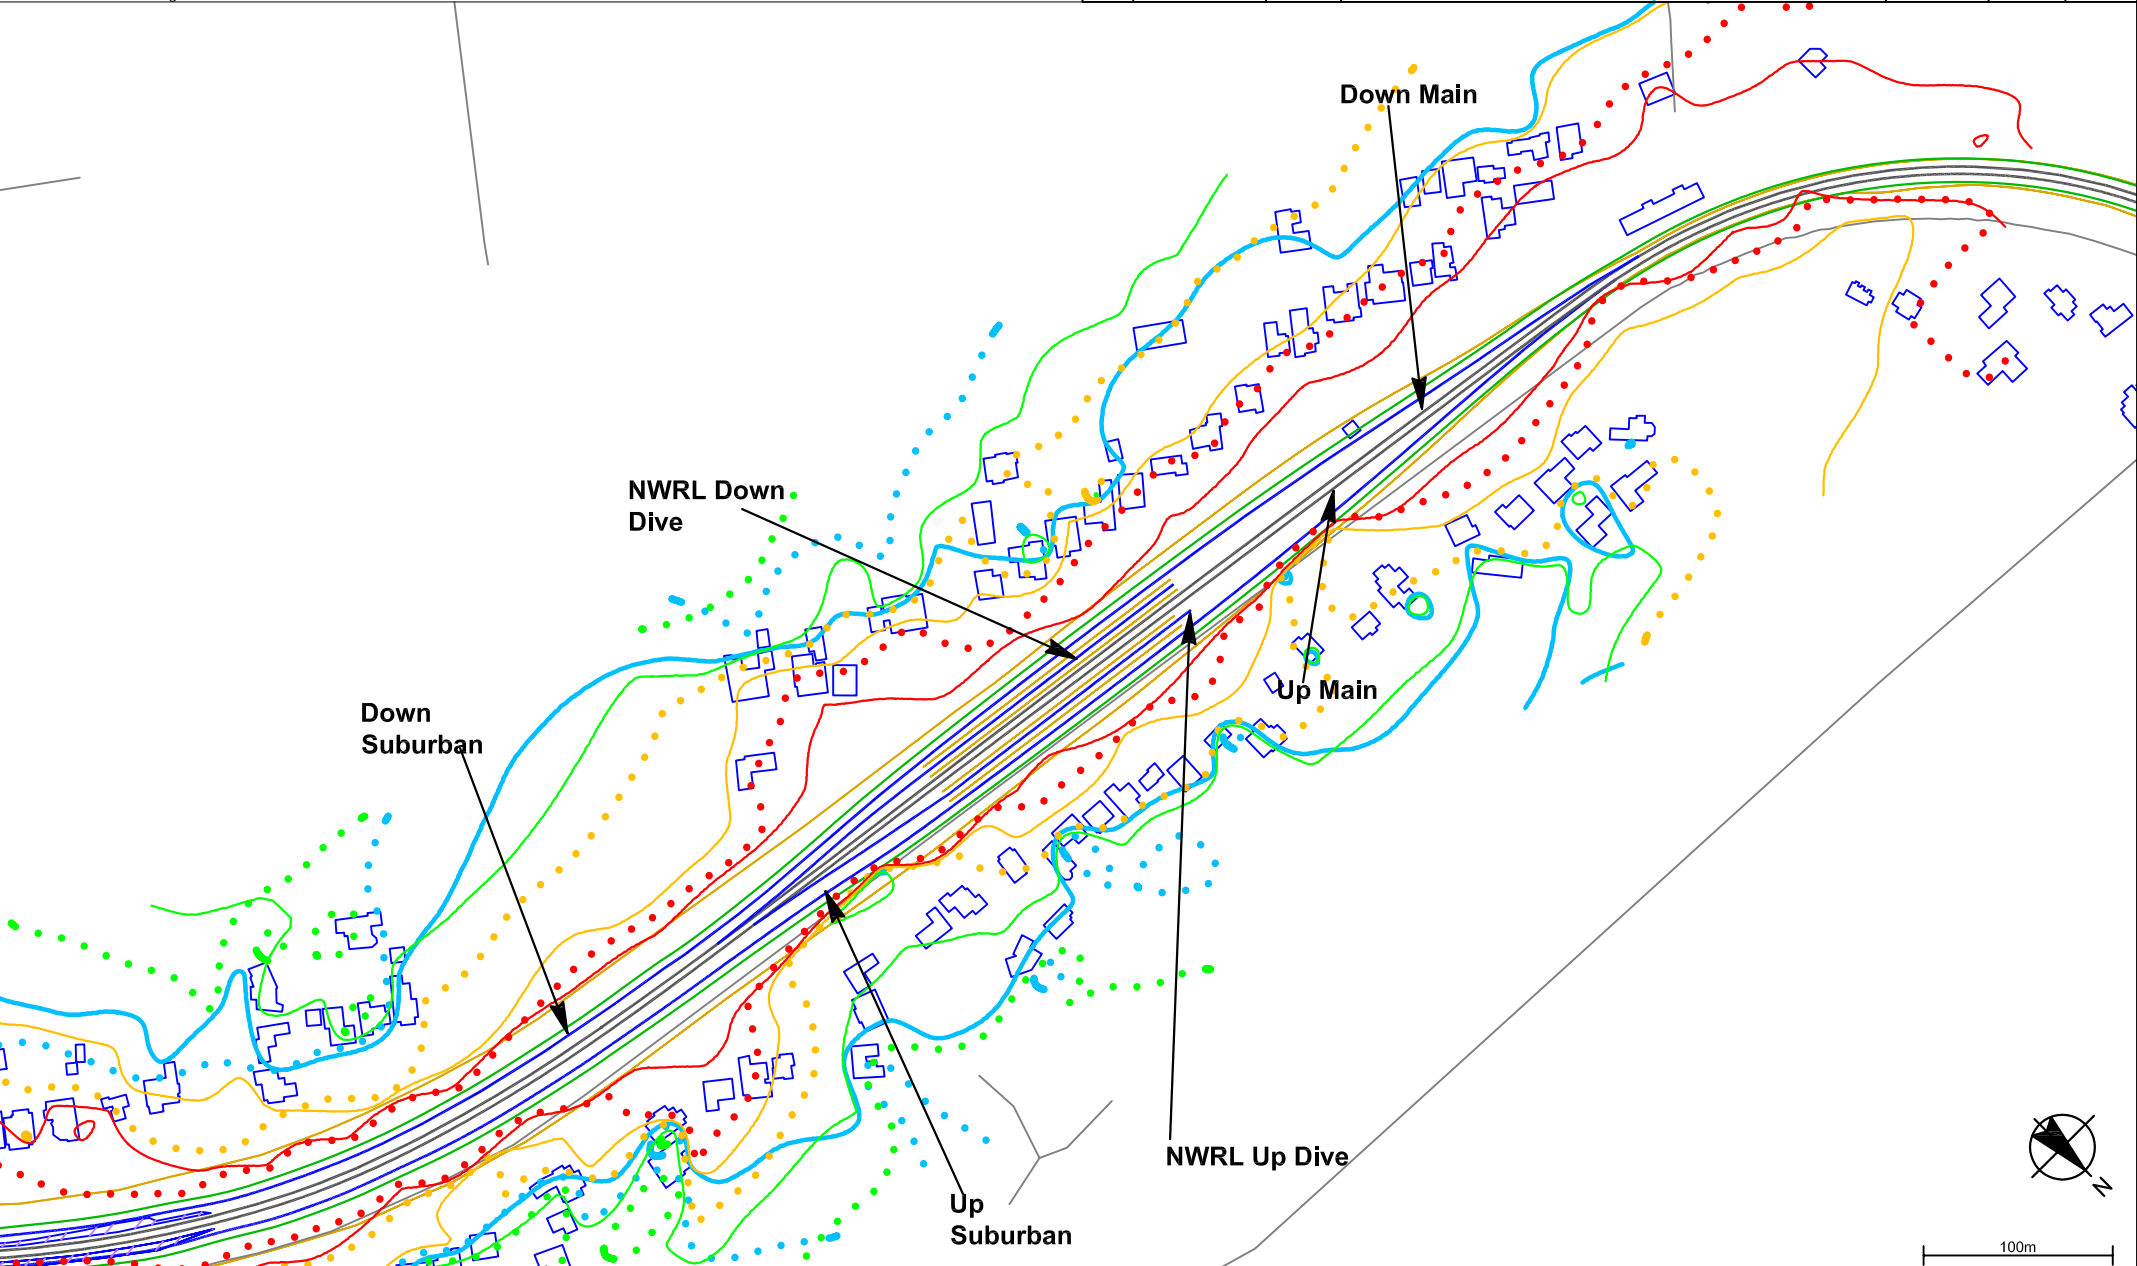 Down Main
NWRL Down
Dive
Down
Suburban
Up Main
NWRL Up Dive
Up
Suburban
N
100m